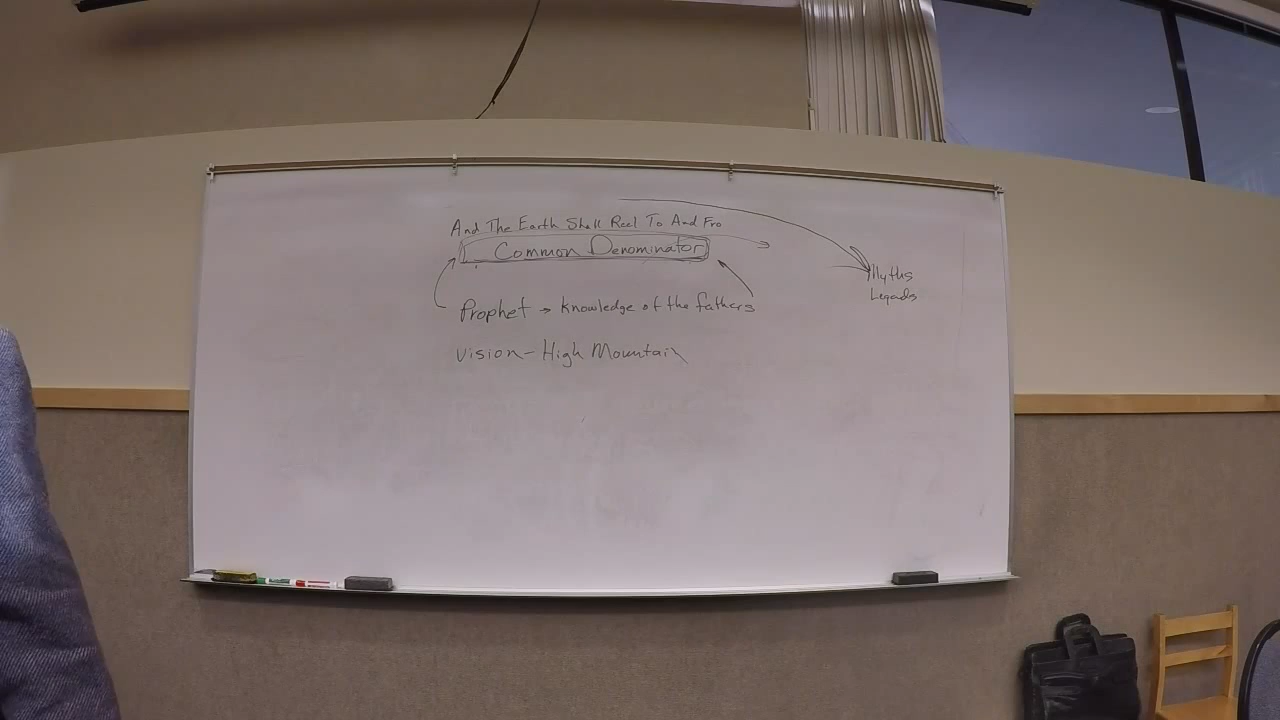 And The Earth Shall Reel To And Fro
Common Denominator
Myths
Legads
Prophet → Knowledge of the fathers
Vision - High Mountain